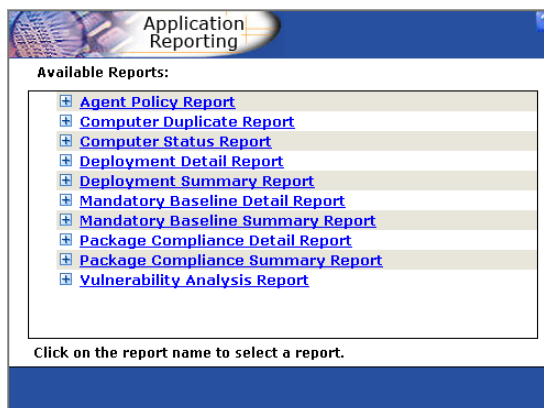 Application
Reporting
Available Reports:
Agent Policy Report
Computer Duplicate Report
Computer Status Report
Deployment Detail Report
Deployment Summary Report
Mandatory Baseline Detail Report
Mandatory Baseline Summary Report
Package Compliance Detail Report
Package Compliance Summary Report
Vulnerability Analysis Report
Click on the report name to select a report.